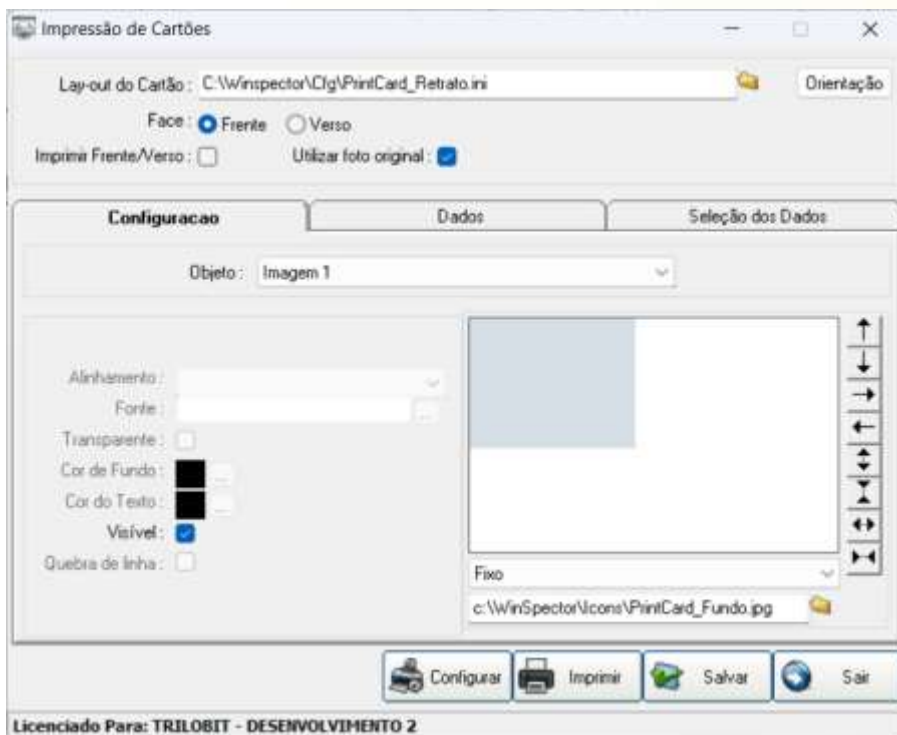 Impressão de Cartões
Lay-out do Cartão : C:\Winspector\Cfg\PrintCard_Retrato.ini Orientação
Face : Frente Verso
Imprimir Frente/Verso : Utilizar foto original :
Configuracao Dados Seleção dos Dados
Objeto : Imagem 1
Alinhamento :
Fonte :
Transparente :
Cor de Fundo :
Cor do Texto :
Visível :
Quebra de linha :
Fixo
c:\WinSpector\Icons\PrintCard_Fundo.jpg
Configurar Imprimir Salvar Sair
Licenciado Para: TRILOBIT - DESENVOLVIMENTO 2